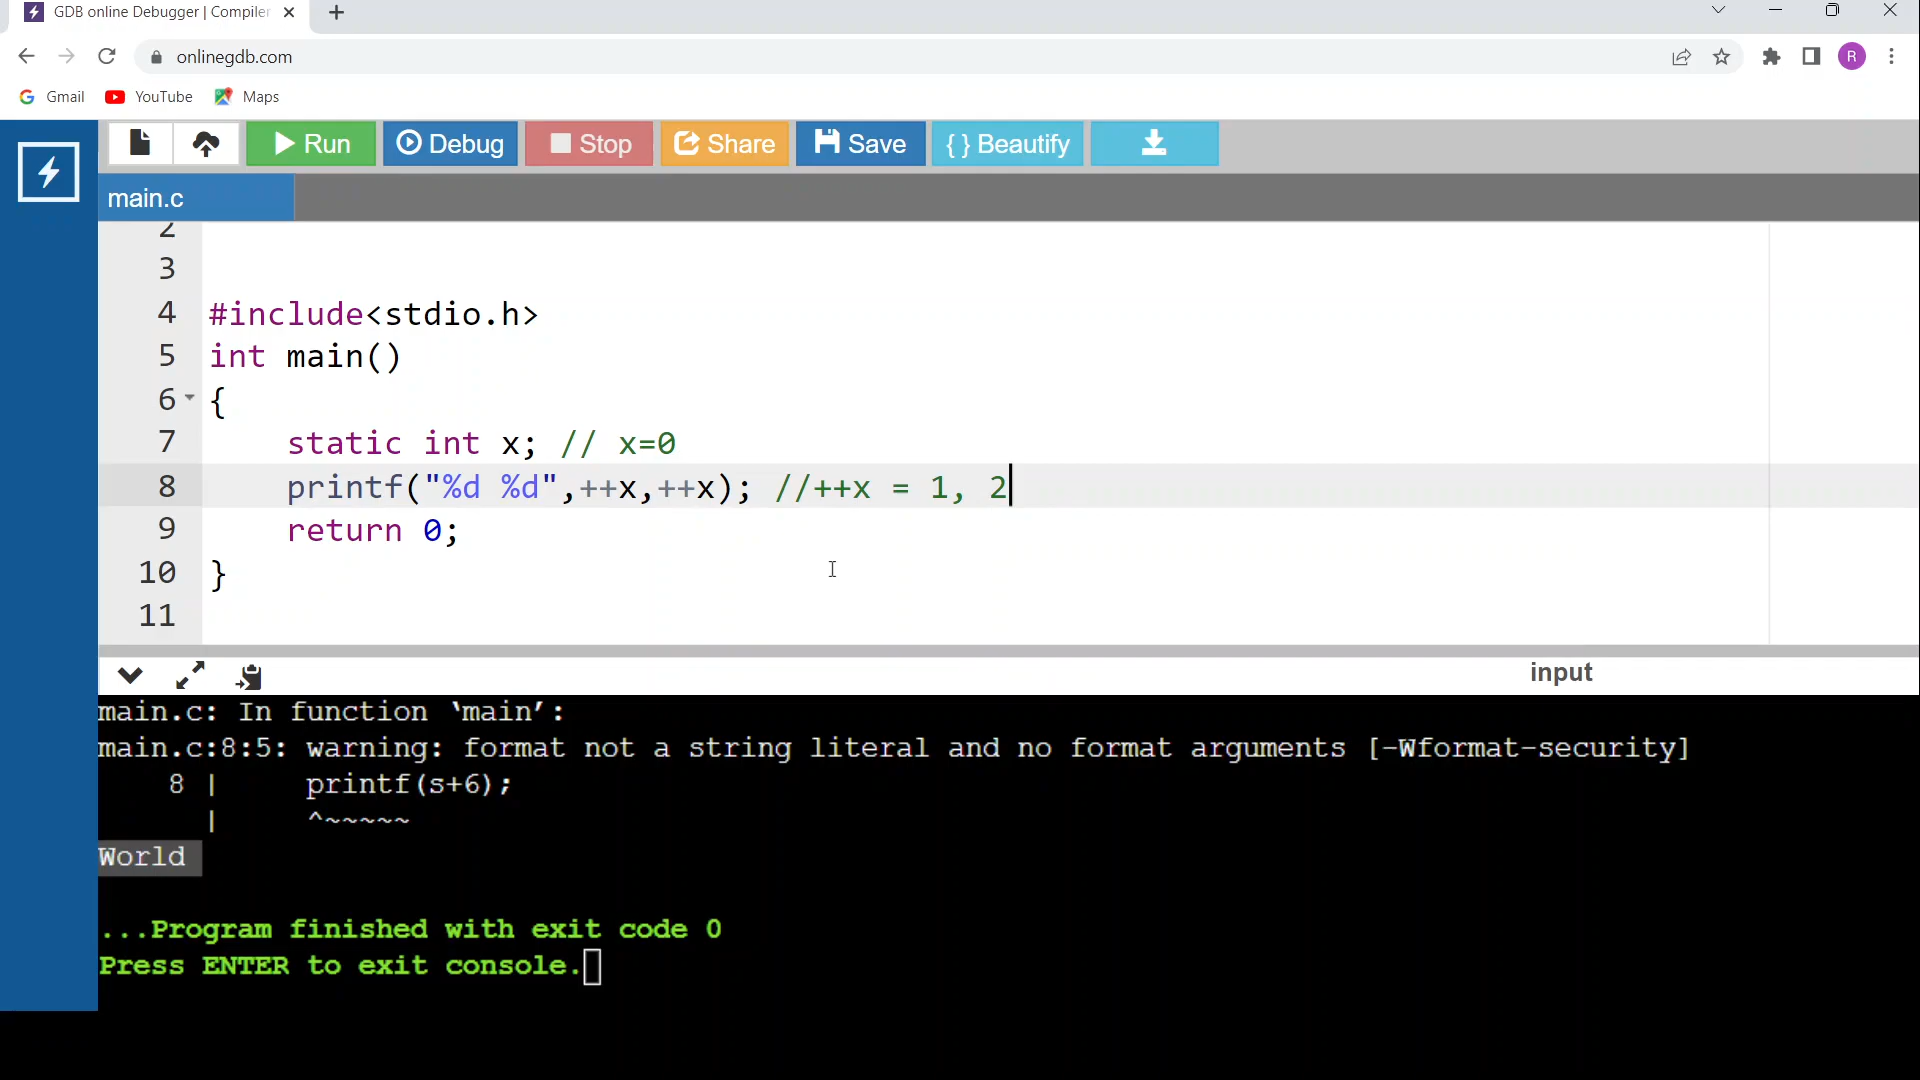 GDB online Debugger | Compiler
onlinegdb.com
R
Gmail YouTube Maps
Run Debug Stop Share Save { } Beautify
main.c
2
3
4 #include<stdio.h>
5 int main()
6 {
7 static int x; // x=0
8 printf("%d %d",++x,++x); //++x = 1, 2
9 return 0;
10 }
11
input
main.c: In function ‘main’:
main.c:8:5: warning: format not a string literal and no format arguments [-Wformat-security]
8 | printf(s+6);
| ^~~~~~
World
...Program finished with exit code 0
Press ENTER to exit console.